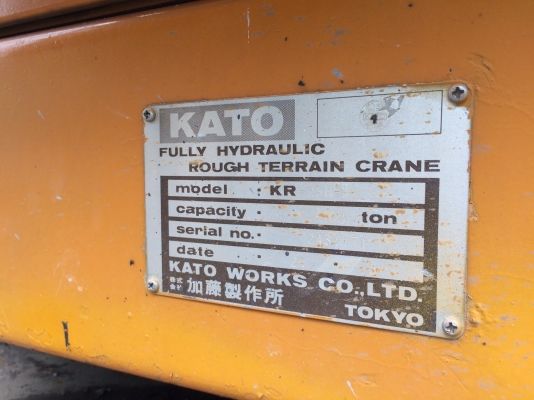 KATO
FULLY HYDRAULIC
ROUGH TERRAIN CRANE
model : KR
capacity . ton
serial no.
date .
KATO WORKS CO.,LTD.
株式会社 加藤製作所
TOKYO